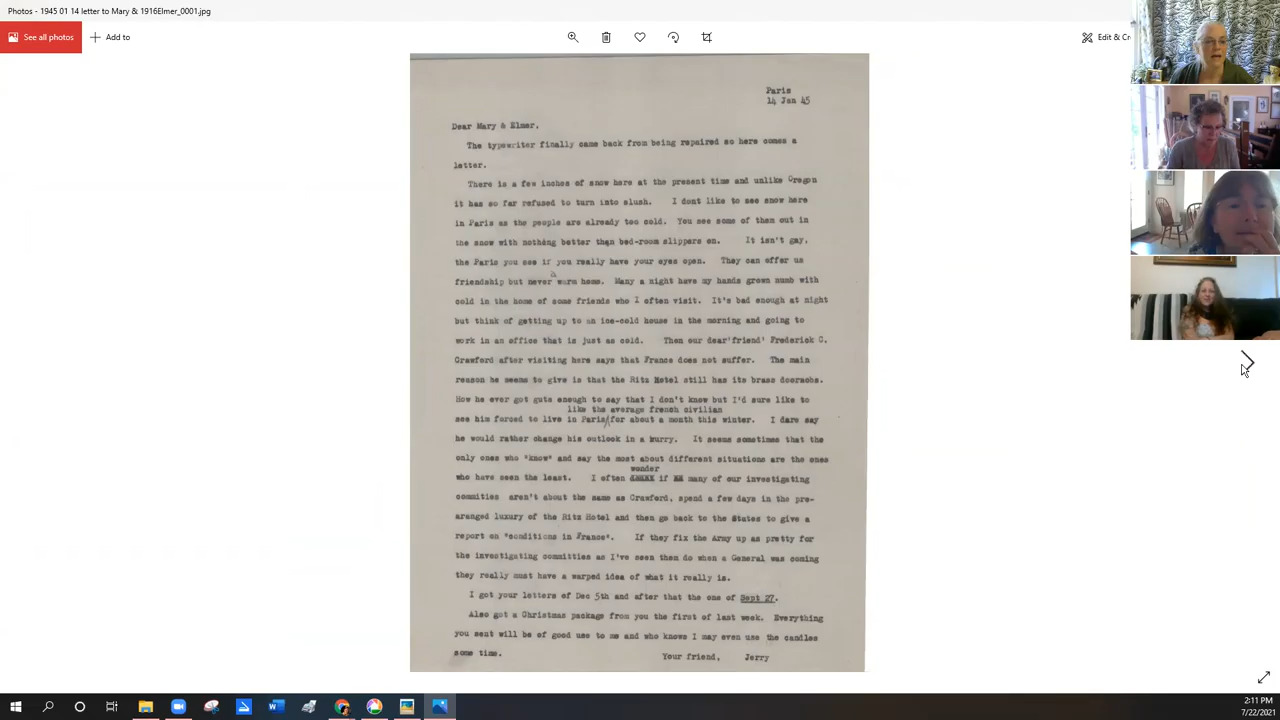 Photos - 1945 01 14 letter to Mary & 1916Elmer_0001.jpg
See all photos
Add to
Edit & Cr
Paris
14 Jan 45
Dear Mary & Elmer,
The typewriter finally came back from being repaired so here comes a
letter.
There is a few inches of snow here at the present time and unlike Oregon
it has so far refused to turn into slush. I dont like to see snow here
in Paris as the people are already too cold. You see some of them out in
the snow with nothing better than bed-room slippers on. It isn't gay,
the Paris you see if you really have your eyes open. They can offer us
a
friendship but never warm home. Many a night have my hands grown numb with
cold in the home of some friends who I often visit. It's bad enough at night
but think of getting up to an ice-cold house in the morning and going to
work in an office that is just as cold. Then our dear'friend' Frederick C.
Crawford after visiting here says that France does not suffer. The main
reason he seems to give is that the Ritz Hotel still has its brass doornobs.
How he ever got guts enough to say that I don't know but I'd sure like to
like the average french civilian
see him forced to live in Paris/for about a month this winter. I dare say
he would rather change his outlook in a hurry. It seems sometimes that the
only ones who "know" and say the most about different situations are the ones
who have seen the least. I often
wonder
if many of our investigating
commities aren't about the same as Crawford, spend a few days in the pre-
aranged luxury of the Ritz Hotel and then go back to the States to give a
report on "conditions in France". If they fix the Army up as pretty for
the investigating committies as I've seen them do when a General was coming
they really must have a warped idea of what it really is.
I got your letters of Dec 5th and after that the one of Sept 27.
Also got a Christmas package from you the first of last week. Everything
you sent will be of good use to me and who knows I may even use the candles
some time.
Your friend, Jerry
2:11 PM
7/22/2021